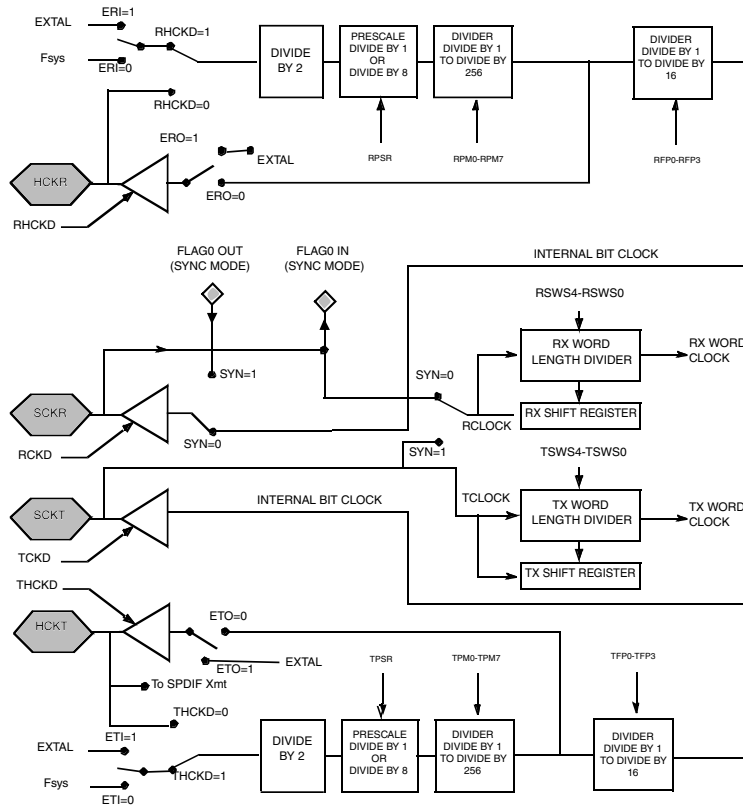 ERI=1
EXTAL
RHCKD=1
Fsys
ERI=0
DIVIDE
BY 2
PRESCALE
DIVIDE BY 1
OR
DIVIDE BY 8
DIVIDER
DIVIDE BY 1
TO DIVIDE BY
256
DIVIDER
DIVIDE BY 1
TO DIVIDE BY
16
RHCKD=0
ERO=1
EXTAL
RPSR
RPM0-RPM7
RFP0-RFP3
HCKR
ERO=0
RHCKD
FLAG0 OUT
(SYNC MODE)
FLAG0 IN
(SYNC MODE)
INTERNAL BIT CLOCK
RSWS4-RSWS0
RX WORD
LENGTH DIVIDER
RX WORD
CLOCK
SYN=1
SYN=0
SCKR
RX SHIFT REGISTER
RCLOCK
SYN=0
RCKD
SYN=1
TSWS4-TSWS0
INTERNAL BIT CLOCK
TCLOCK
SCKT
TX WORD
LENGTH DIVIDER
TX WORD
CLOCK
TCKD
TX SHIFT REGISTER
THCKD
ETO=0
HCKT
ETO=1
EXTAL
TPSR
TPM0-TPM7
TFP0-TFP3
To SPDIF Xmt
THCKD=0
ETI=1
EXTAL
THCKD=1
Fsys
ETI=0
DIVIDE
BY 2
PRESCALE
DIVIDE BY 1
OR
DIVIDE BY 8
DIVIDER
DIVIDE BY 1
TO DIVIDE BY
256
DIVIDER
DIVIDE BY 1
TO DIVIDE BY
16